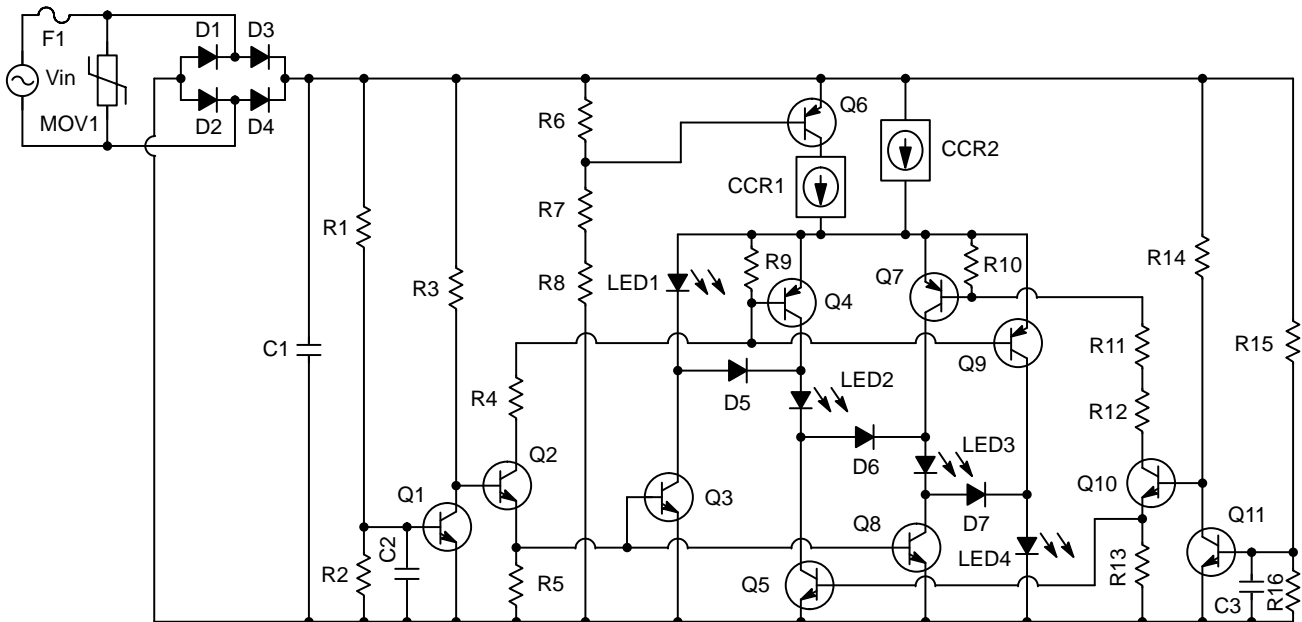 F1
D1
D3
Vin
MOV1
D2
D4
Q6
R6
CCR2
CCR1
R7
R1
R8
R3
LED1
R9
Q4
Q7
R10
R14
C1
R11
R15
Q9
R4
D5
LED2
R12
Q2
D6
LED3
Q10
Q1
Q3
D7
Q11
Q8
C2
R2
R5
Q5
LED4
R13
C3
R16